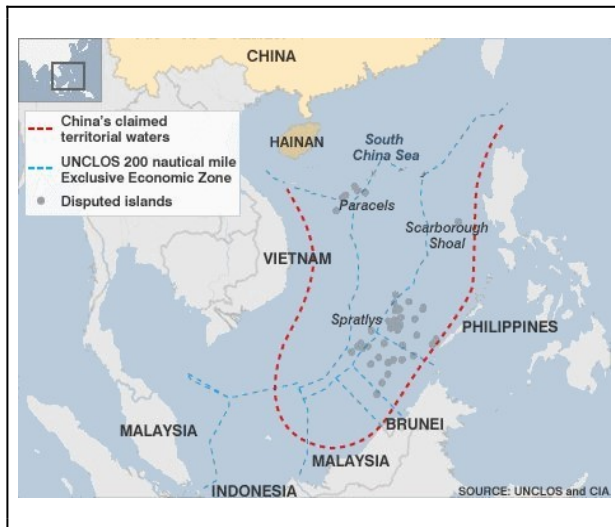 CHINA
China's claimed
territorial waters
UNCLOS 200 nautical mile
Exclusive Economic Zone
Disputed islands
HAINAN
South
China Sea
Paracels
Scarborough
Shoal
VIETNAM
Spratlys
PHILIPPINES
MALAYSIA
BRUNEI
MALAYSIA
INDONESIA
SOURCE: UNCLOS and CIA